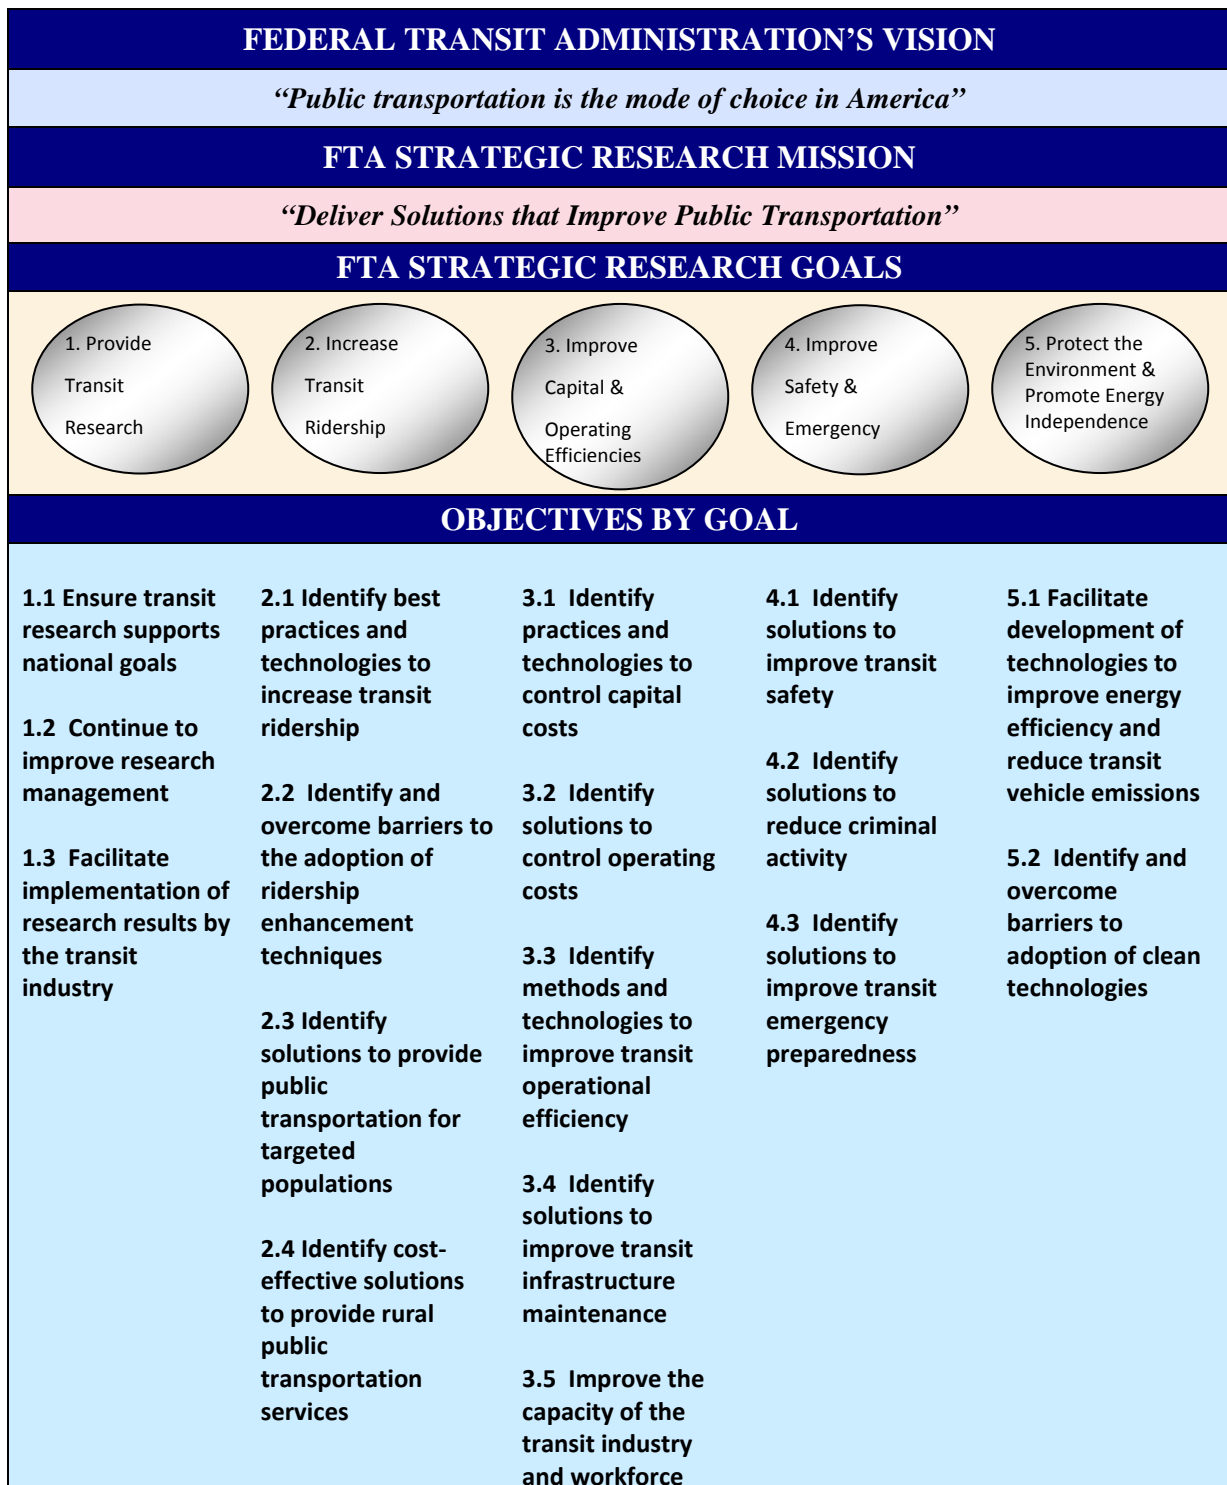 FEDERAL TRANSIT ADMINISTRATION’S VISION
“Public transportation is the mode of choice in America”
FTA STRATEGIC RESEARCH MISSION
“Deliver Solutions that Improve Public Transportation”
FTA STRATEGIC RESEARCH GOALS
1. Provide
Transit
Research
2. Increase
Transit
Ridership
3. Improve
Capital &
Operating
Efficiencies
4. Improve
Safety &
Emergency
5. Protect the
Environment &
Promote Energy
Independence
OBJECTIVES BY GOAL
1.1 Ensure transit
research supports
national goals
1.2 Continue to
improve research
management
1.3 Facilitate
implementation of
research results by
the transit
industry
2.1 Identify best
practices and
technologies to
increase transit
ridership
2.2 Identify and
overcome barriers to
the adoption of
ridership
enhancement
techniques
2.3 Identify
solutions to provide
public
transportation for
targeted
populations
2.4 Identify cost-
effective solutions
to provide rural
public
transportation
services
3.1 Identify
practices and
technologies to
control capital
costs
3.2 Identify
solutions to
control operating
costs
3.3 Identify
methods and
technologies to
improve transit
operational
efficiency
3.4 Identify
solutions to
improve transit
infrastructure
maintenance
3.5 Improve the
capacity of the
transit industry
and workforce
4.1 Identify
solutions to
improve transit
safety
4.2 Identify
solutions to
reduce criminal
activity
4.3 Identify
solutions to
improve transit
emergency
preparedness
5.1 Facilitate
development of
technologies to
improve energy
efficiency and
reduce transit
vehicle emissions
5.2 Identify and
overcome
barriers to
adoption of clean
technologies